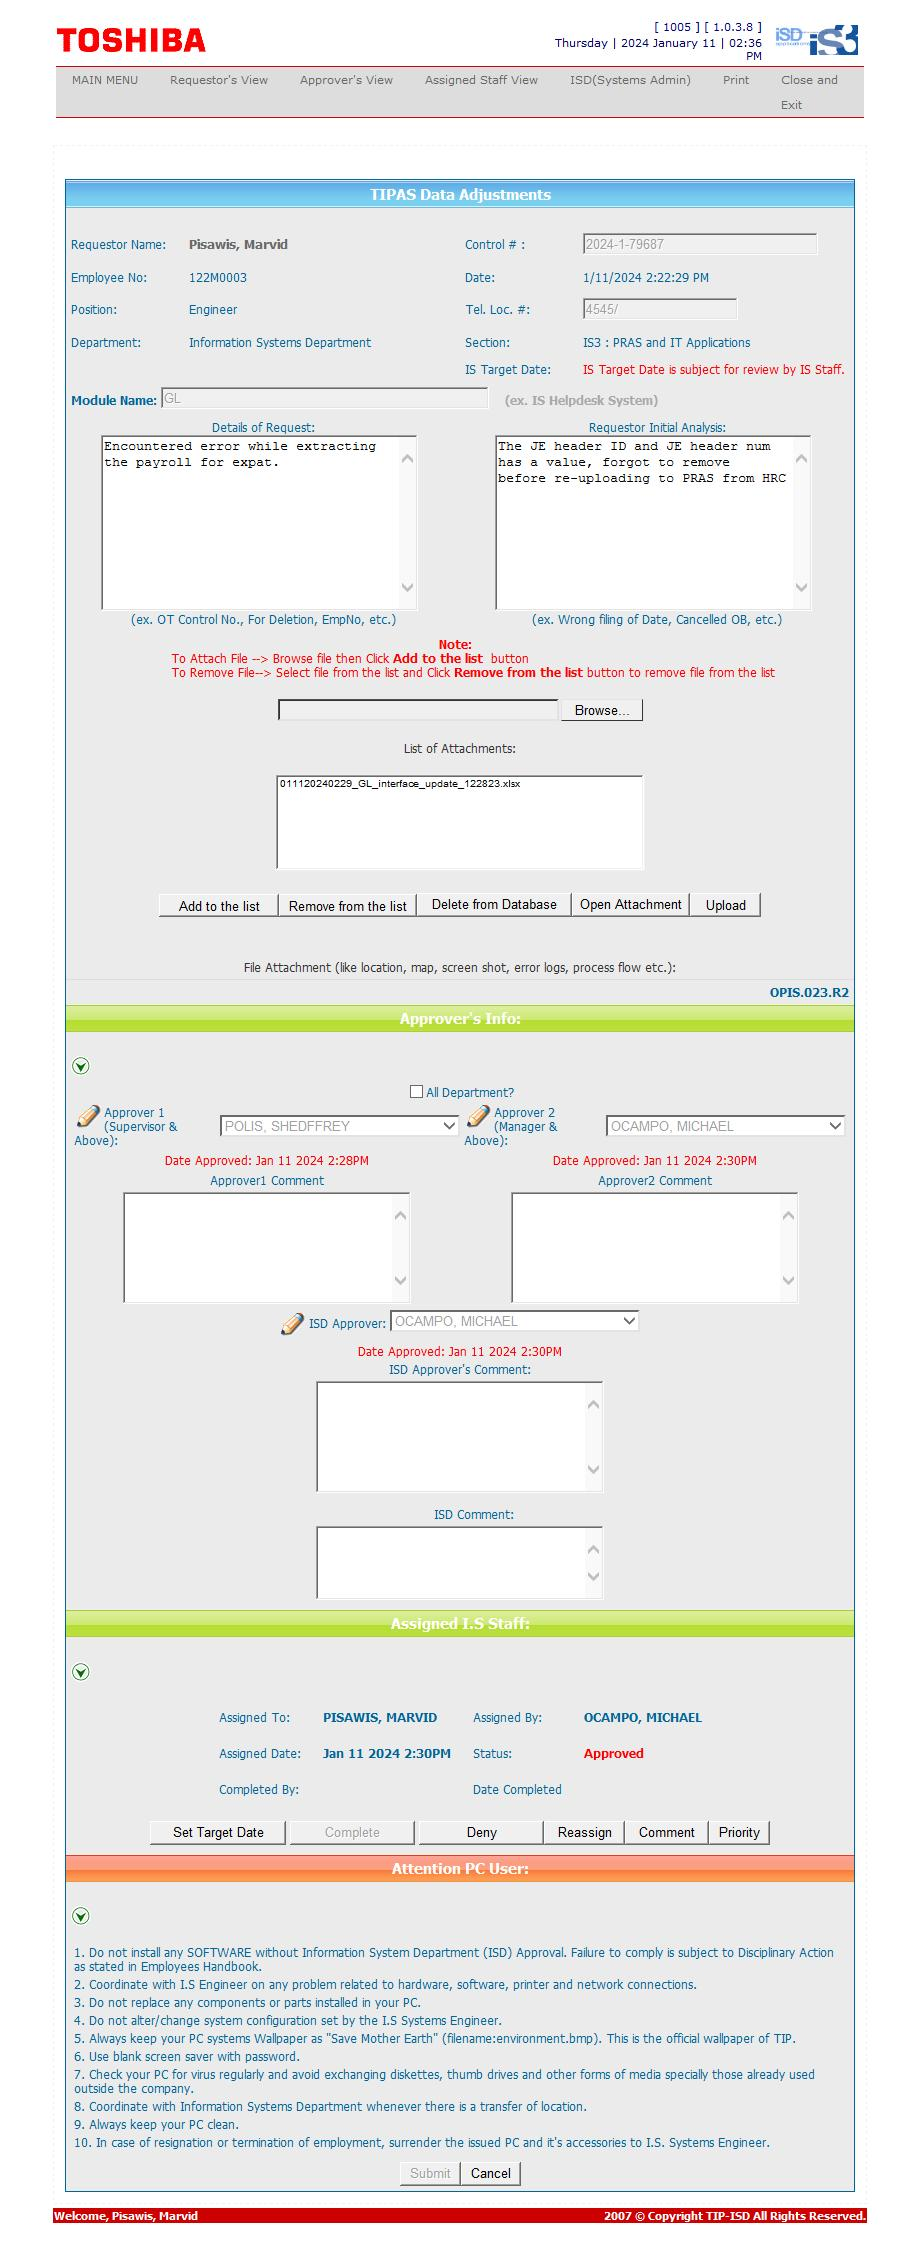 TOSHIBA
[ 1005 ] [ 1.0.3.8 ]
Thursday | 2024 January 11 | 02:36
PM
ISD
iS3
MAIN MENU Requestor's View Approver's View Assigned Staff View ISD(Systems Admin) Print Close and
Exit
TIPAS Data Adjustments
Requestor Name: Pisawis, Marvid Control # : 2024-1-79687
Employee No: 122M0003 Date: 1/11/2024 2:22:29 PM
Position: Engineer Tel. Loc. #: 4545/
Department: Information Systems Department Section: IS3 : PRAS and IT Applications
IS Target Date: IS Target Date is subject for review by IS Staff.
Module Name: GL (ex. IS Helpdesk System)
Details of Request: Requestor Initial Analysis:
Encountered error while extracting
the payroll for expat.
The JE header ID and JE header num
has a value, forgot to remove
before re-uploading to PRAS from HRC
(ex. OT Control No., For Deletion, EmpNo, etc.) (ex. Wrong filing of Date, Cancelled OB, etc.)
Note:
To Attach File --> Browse file then Click Add to the list button
To Remove File--> Select file from the list and Click Remove from the list button to remove file from the list
Browse...
List of Attachments:
011120240229_GL_interface_update_122823.xlsx
Add to the list Remove from the list Delete from Database Open Attachment Upload
File Attachment (like location, map, screen shot, error logs, process flow etc.):
OPIS.023.R2
Approver's Info:
All Department?
Approver 1
(Supervisor &
Above):
POLIS, SHEDFFREY
Approver 2
(Manager &
Above):
OCAMPO, MICHAEL
Date Approved: Jan 11 2024 2:28PM Date Approved: Jan 11 2024 2:30PM
Approver1 Comment Approver2 Comment
ISD Approver: OCAMPO, MICHAEL
Date Approved: Jan 11 2024 2:30PM
ISD Approver's Comment:
ISD Comment:
Assigned I.S Staff:
Assigned To: PISAWIS, MARVID Assigned By: OCAMPO, MICHAEL
Assigned Date: Jan 11 2024 2:30PM Status: Approved
Completed By: Date Completed
Set Target Date Complete Deny Reassign Comment Priority
Attention PC User:
1. Do not install any SOFTWARE without Information System Department (ISD) Approval. Failure to comply is subject to Disciplinary Action
as stated in Employees Handbook.
2. Coordinate with I.S Engineer on any problem related to hardware, software, printer and network connections.
3. Do not replace any components or parts installed in your PC.
4. Do not alter/change system configuration set by the I.S Systems Engineer.
5. Always keep your PC systems Wallpaper as "Save Mother Earth" (filename:environment.bmp). This is the official wallpaper of TIP.
6. Use blank screen saver with password.
7. Check your PC for virus regularly and avoid exchanging diskettes, thumb drives and other forms of media specially those already used
outside the company.
8. Coordinate with Information Systems Department whenever there is a transfer of location.
9. Always keep your PC clean.
10. In case of resignation or termination of employment, surrender the issued PC and it's accessories to I.S. Systems Engineer.
Submit Cancel
Welcome, Pisawis, Marvid 2007 © Copyright TIP-ISD All Rights Reserved.